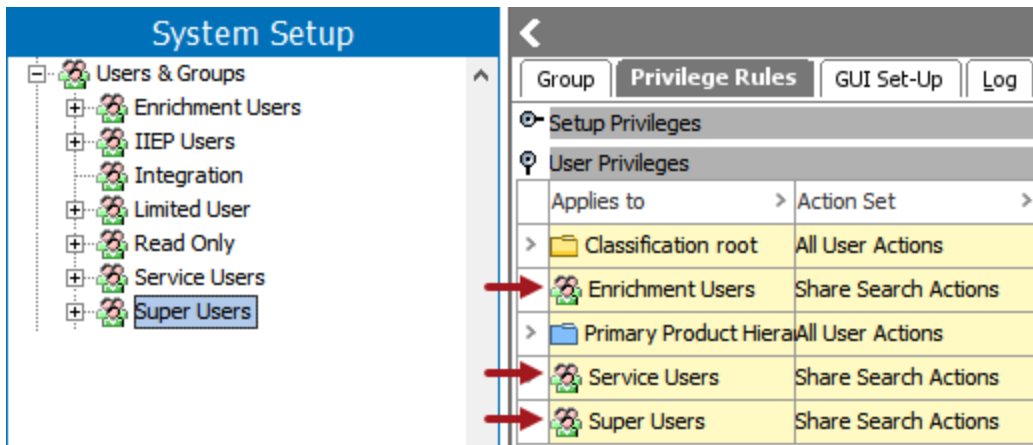 System Setup
Users & Groups
Enrichment Users
IIEP Users
Integration
Limited User
Read Only
Service Users
Super Users
Group Privilege Rules GUI Set-Up Log
Setup Privileges
User Privileges
Applies to > Action Set >
> Classification root All User Actions
Enrichment Users Share Search Actions
> Primary Product Hiera All User Actions
Service Users Share Search Actions
Super Users Share Search Actions